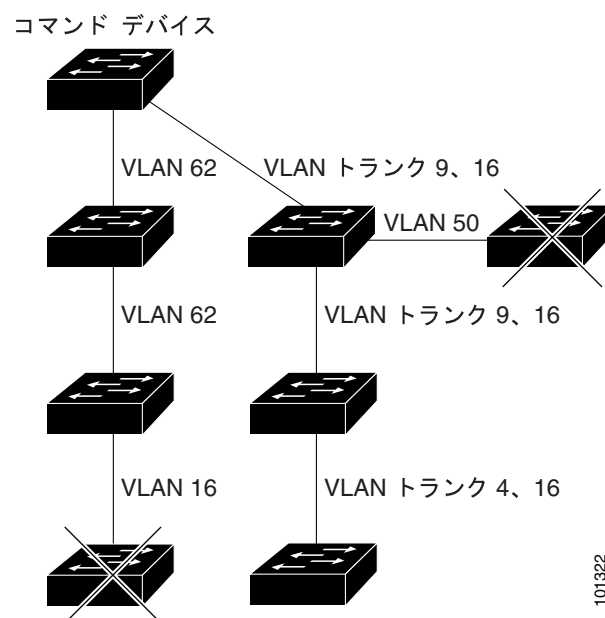 コマンド デバイス
VLAN 62
VLAN トランク 9、16
VLAN 50
VLAN 62
VLAN トランク 9、16
VLAN 16
VLAN トランク 4、16
101322